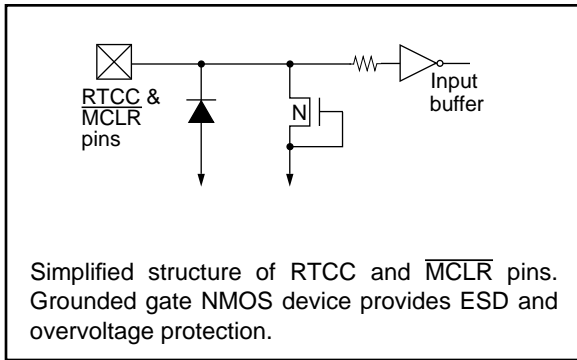 RTCC &
MCLR
pins
N
Input
buffer
Simplified structure of RTCC and MCLR pins.
Grounded gate NMOS device provides ESD and
overvoltage protection.